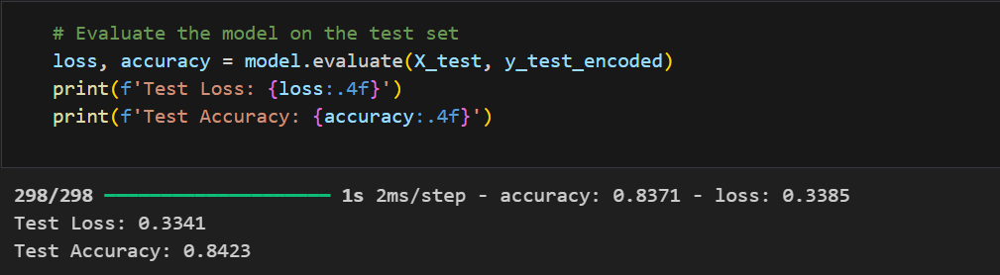 # Evaluate the model on the test set
loss, accuracy = model.evaluate(X_test, y_test_encoded)
print(f'Test Loss: {loss:.4f}')
print(f'Test Accuracy: {accuracy:.4f}')
298/298 ━━━━━━━━━━━━━━━━━━━━ 1s 2ms/step - accuracy: 0.8371 - loss: 0.3385
Test Loss: 0.3341
Test Accuracy: 0.8423